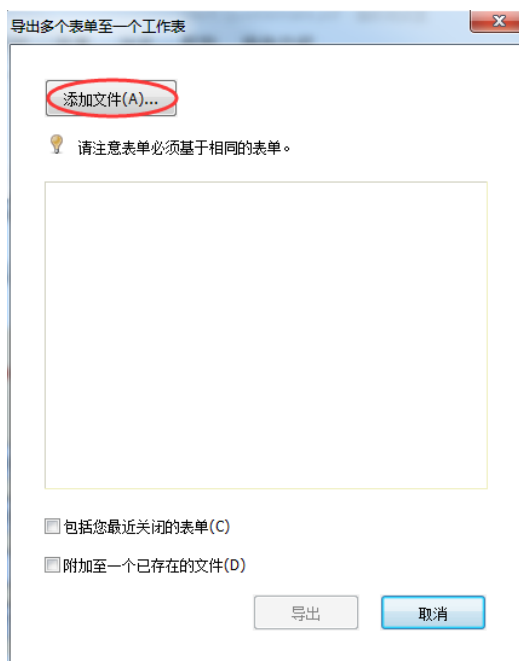 导出多个表单至一个工作表
添加文件(A)...
请注意表单必须基于相同的表单。
包括您最近关闭的表单(C)
附加至一个已存在的文件(D)
导出
取消